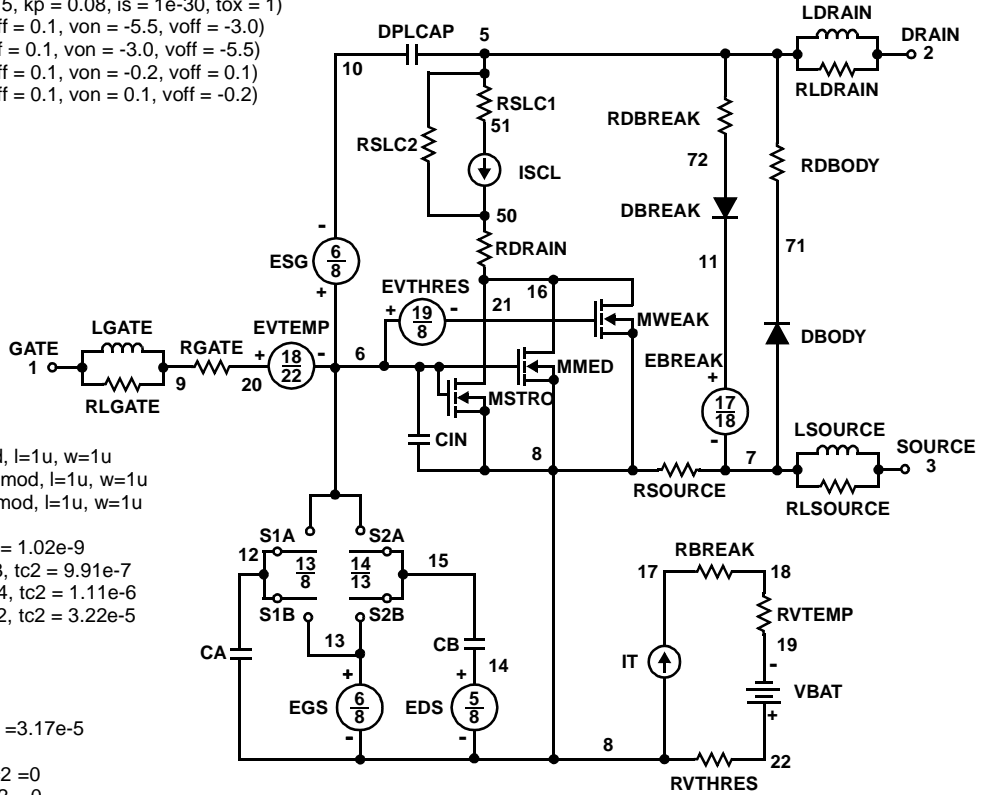 5, kp = 0.08, is = 1e-30, tox = 1)
ff = 0.1, von = -5.5, voff = -3.0)
f = 0.1, von = -3.0, voff = -5.5)
ff = 0.1, von = -0.2, voff = 0.1)
ff = 0.1, von = 0.1, voff = -0.2)
LDRAIN
DPLCAP
5
DRAIN
2
10
RLDRAIN
RSLC1
51
RDBREAK
RSLC2
72
RDBODY
ISCL
DBREAK
50
RDRAIN
71
11
ESG
6
8
-
+
EVTHRES
16
21
+
19
8
-
MWEAK
LGATE
EVTEMP
GATE
1
RGATE
+
18
22
-
6
MMED
EBREAK
DBODY
9
20
MSTRO
+
17
18
-
RLGATE
CIN
LSOURCE
8
7
SOURCE
3
RSOURCE
RLSOURCE
d, l=1u, w=1u
mod, l=1u, w=1u
mod, l=1u, w=1u
= 1.02e-9
3, tc2 = 9.91e-7
4, tc2 = 1.11e-6
2, tc2 = 3.22e-5
S1A
S2A
12
13
8
14
13
15
S1B
S2B
13
CA
CB
14
+
+
EGS
6
8
EDS
5
8
-
-
RBREAK
17
18
RVTEMP
19
IT
-
VBAT
+
8
22
RVTHRES
=3.17e-5
2 =0